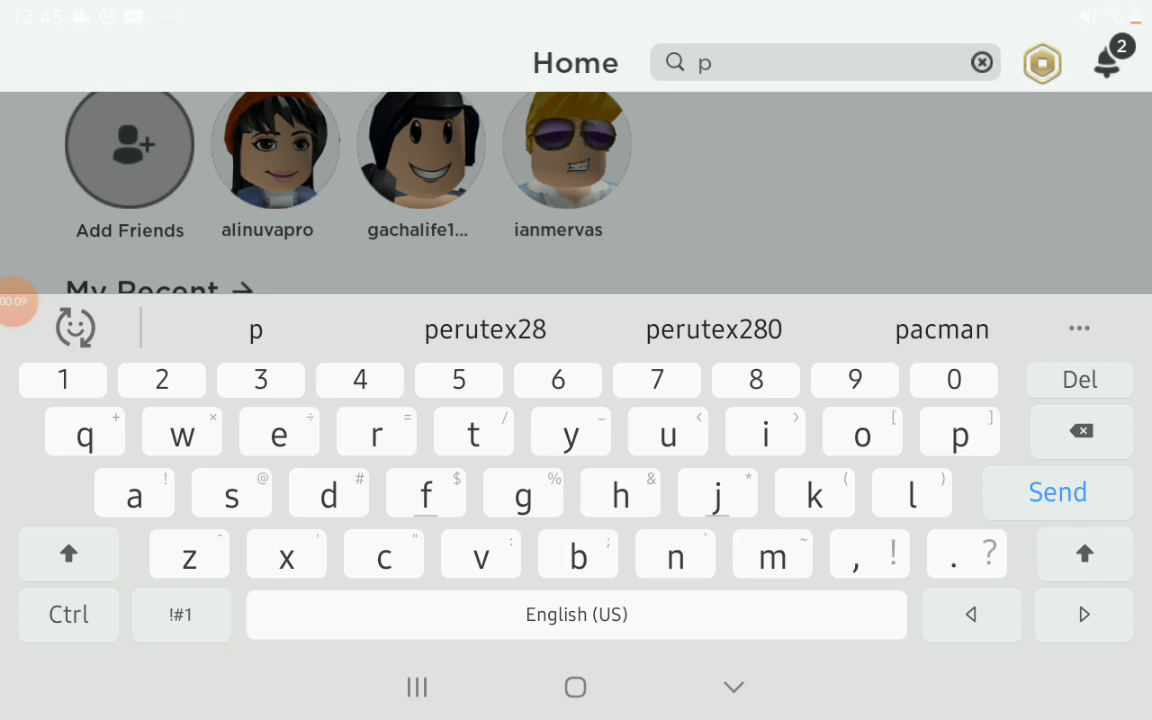 12:45
Home
p
2
Add Friends
alinuvapro
gachalife1...
ianmervas
My Recent →
00:09
p
perutex28
perutex280
pacman
1 2 3 4 5 6 7 8 9 0 Del
q + w × e ÷ r = t / y _ u < i > o [ p ]
a ! s @ d # f $ g % h & j * k ( l ) Send
z - x ' c " v : b ; n ` m ~ , ! . ?
Ctrl !#1 English (US)